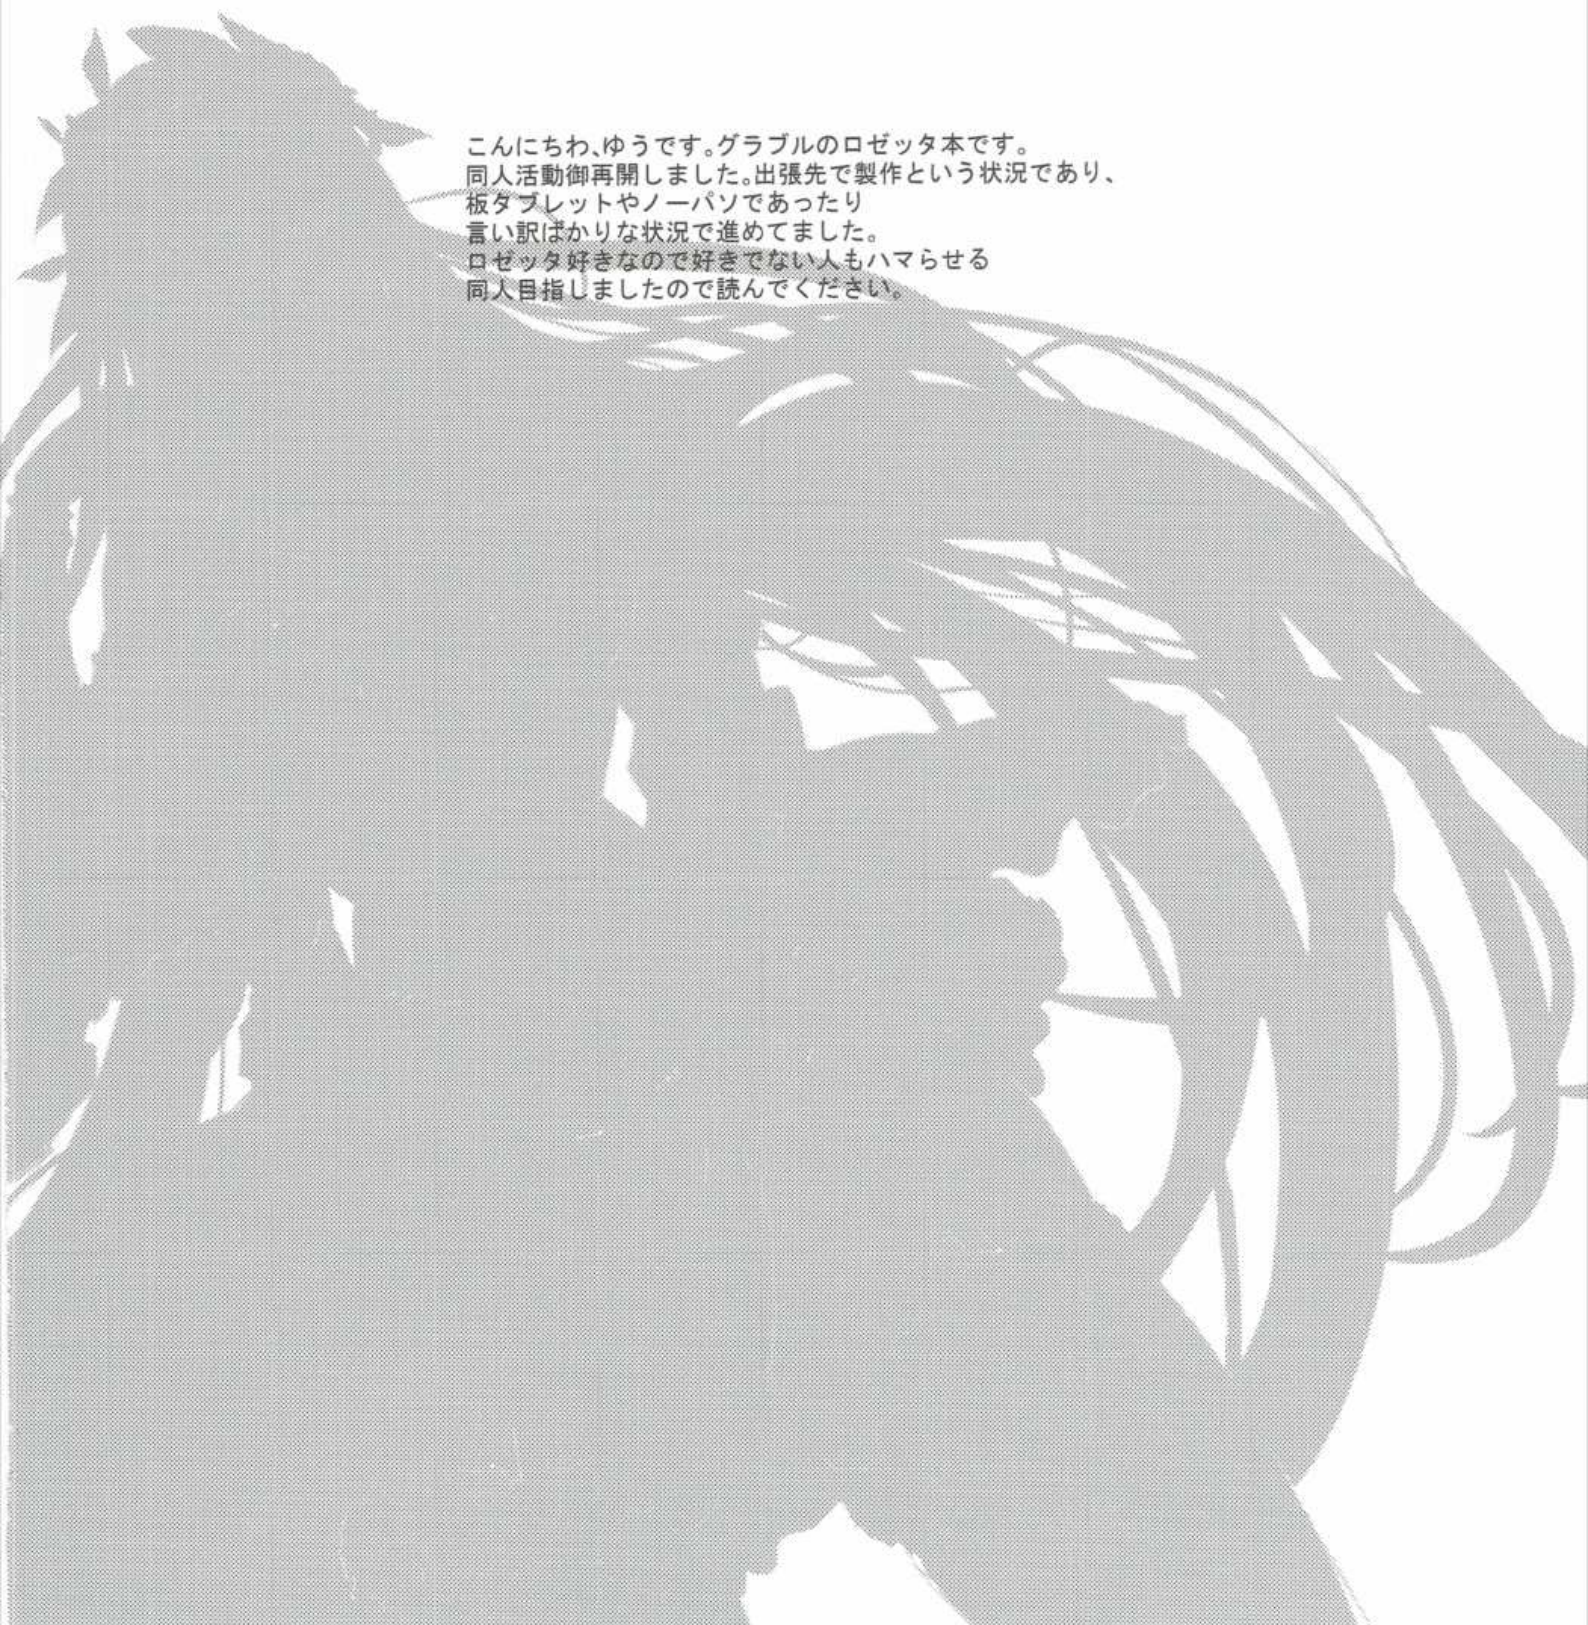 こんにちわ、ゆうです。グラブルのロゼッタ本です。
同人活動御再開しました。出張先で製作という状況であり、
板タブレットやノーパソであったり
言い訳ばかりな状況で進めてました。
ロゼッタ好きなので好きでない人もハマらせる
同人目指しましたので読んでください。